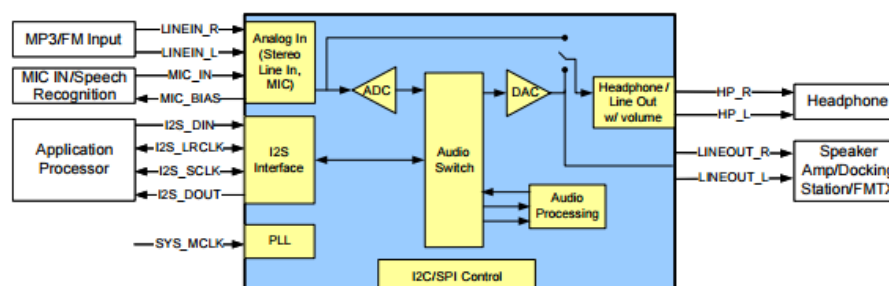 MP3/FM Input
LINEIN_R
LINEIN_L
MIC IN/Speech
Recognition
MIC_IN
MIC_BIAS
Application
Processor
I2S_DIN
I2S_LRCLK
I2S_SCLK
I2S_DOUT
SYS_MCLK
Analog In
(Stereo
Line In,
MIC)
I2S
Interface
PLL
ADC
Audio
Switch
DAC
Audio
Processing
I2C/SPI Control
Headphone /
Line Out
w/ volume
HP_R
HP_L
LINEOUT_R
LINEOUT_L
Headphone
Speaker
Amp/Docking
Station/FMTX